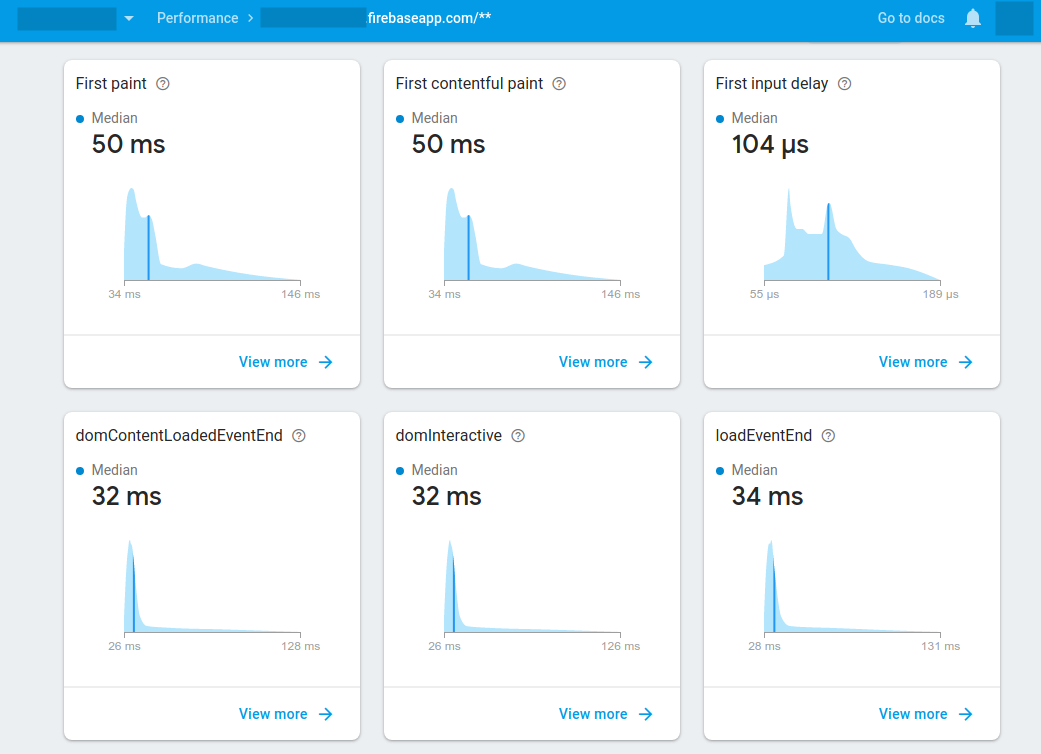 Performance > firebaseapp.com/** Go to docs
First paint
Median
50 ms
34 ms 146 ms
View more
First contentful paint
Median
50 ms
34 ms 146 ms
View more
First input delay
Median
104 µs
55 µs 189 µs
View more
domContentLoadedEventEnd
Median
32 ms
26 ms 128 ms
View more
domInteractive
Median
32 ms
26 ms 126 ms
View more
loadEventEnd
Median
34 ms
28 ms 131 ms
View more